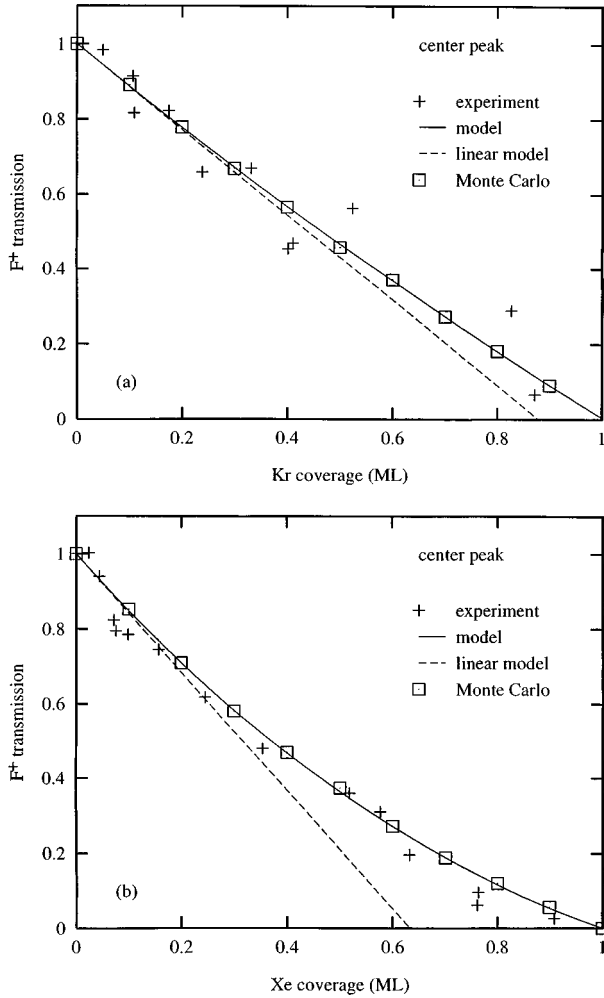 1
0.8
0.6
0.4
0.2
0
F+ transmission
center peak
experiment
model
linear model
Monte Carlo
(a)
0 0.2 0.4 0.6 0.8 1
Kr coverage (ML)
1
0.8
0.6
0.4
0.2
0
F+ transmission
center peak
experiment
model
linear model
Monte Carlo
(b)
0 0.2 0.4 0.6 0.8 1
Xe coverage (ML)